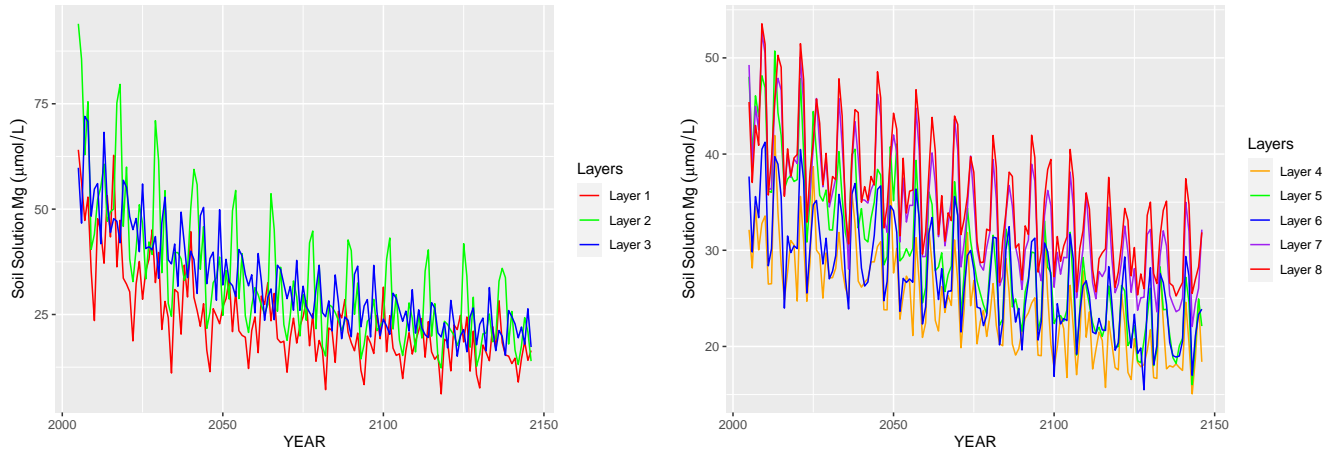 Soil Solution Mg (μmol/L)
75
50
25
2000
2050
2100
2150
YEAR
Layers
Layer 1
Layer 2
Layer 3
Soil Solution Mg (μmol/L)
50
40
30
20
2000
2050
2100
2150
YEAR
Layers
Layer 4
Layer 5
Layer 6
Layer 7
Layer 8